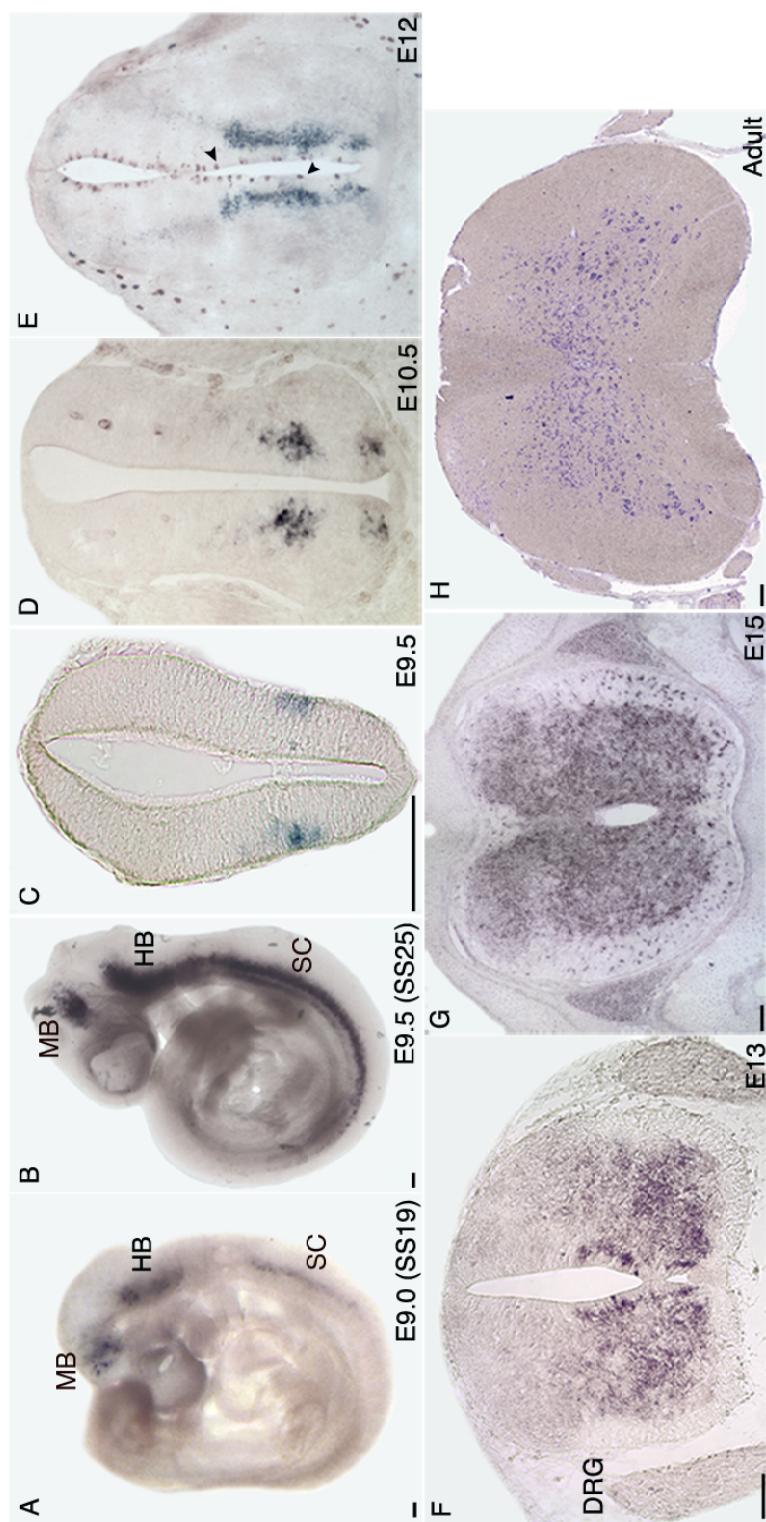 A
MB
HB
SC
E9.0 (SS19)
B
MB
HB
SC
E9.5 (SS25)
C
E9.5
D
E10.5
E
E12
F
DRG
E13
G
E15
H
Adult